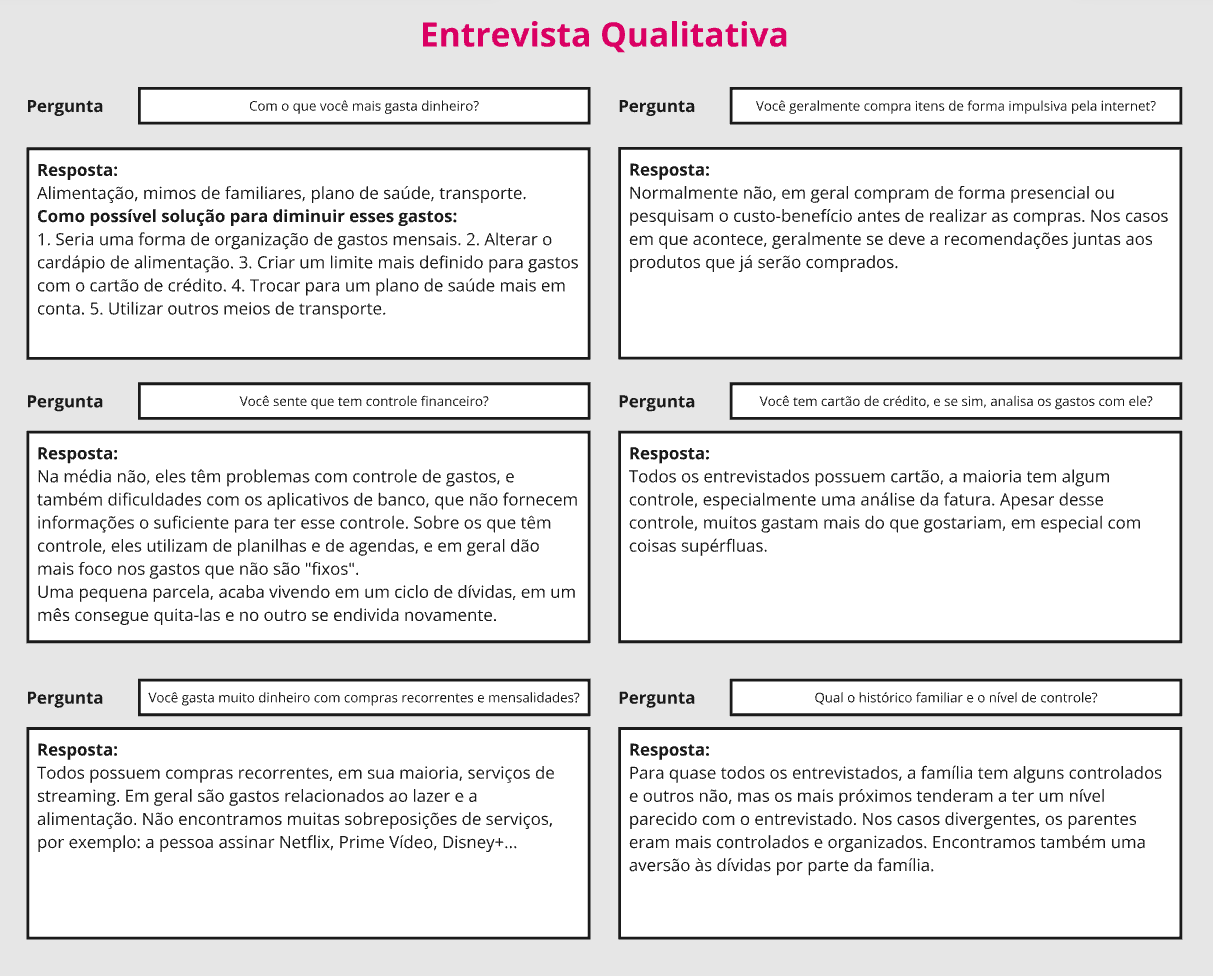 Entrevista Qualitativa
Pergunta
Com o que você mais gasta dinheiro?
Resposta:
Alimentação, mimos de familiares, plano de saúde, transporte.
Como possível solução para diminuir esses gastos:
1. Seria uma forma de organização de gastos mensais. 2. Alterar o
cardápio de alimentação. 3. Criar um limite mais definido para gastos
com o cartão de crédito. 4. Trocar para um plano de saúde mais em
conta. 5. Utilizar outros meios de transporte.
Pergunta
Você geralmente compra itens de forma impulsiva pela internet?
Resposta:
Normalmente não, em geral compram de forma presencial ou
pesquisam o custo-benefício antes de realizar as compras. Nos casos
em que acontece, geralmente se deve a recomendações juntas aos
produtos que já serão comprados.
Pergunta
Você sente que tem controle financeiro?
Resposta:
Na média não, eles têm problemas com controle de gastos, e
também dificuldades com os aplicativos de banco, que não fornecem
informações o suficiente para ter esse controle. Sobre os que têm
controle, eles utilizam de planilhas e de agendas, e em geral dão
mais foco nos gastos que não são "fixos".
Uma pequena parcela, acaba vivendo em um ciclo de dívidas, em um
mês consegue quita-las e no outro se endivida novamente.
Pergunta
Você tem cartão de crédito, e se sim, analisa os gastos com ele?
Resposta:
Todos os entrevistados possuem cartão, a maioria tem algum
controle, especialmente uma análise da fatura. Apesar desse
controle, muitos gastam mais do que gostariam, em especial com
coisas supérfluas.
Pergunta
Você gasta muito dinheiro com compras recorrentes e mensalidades?
Resposta:
Todos possuem compras recorrentes, em sua maioria, serviços de
streaming. Em geral são gastos relacionados ao lazer e a
alimentação. Não encontramos muitas sobreposições de serviços,
por exemplo: a pessoa assinar Netflix, Prime Vídeo, Disney+...
Pergunta
Qual o histórico familiar e o nível de controle?
Resposta:
Para quase todos os entrevistados, a família tem alguns controlados
e outros não, mas os mais próximos tenderam a ter um nível
parecido com o entrevistado. Nos casos divergentes, os parentes
eram mais controlados e organizados. Encontramos também uma
aversão às dívidas por parte da família.